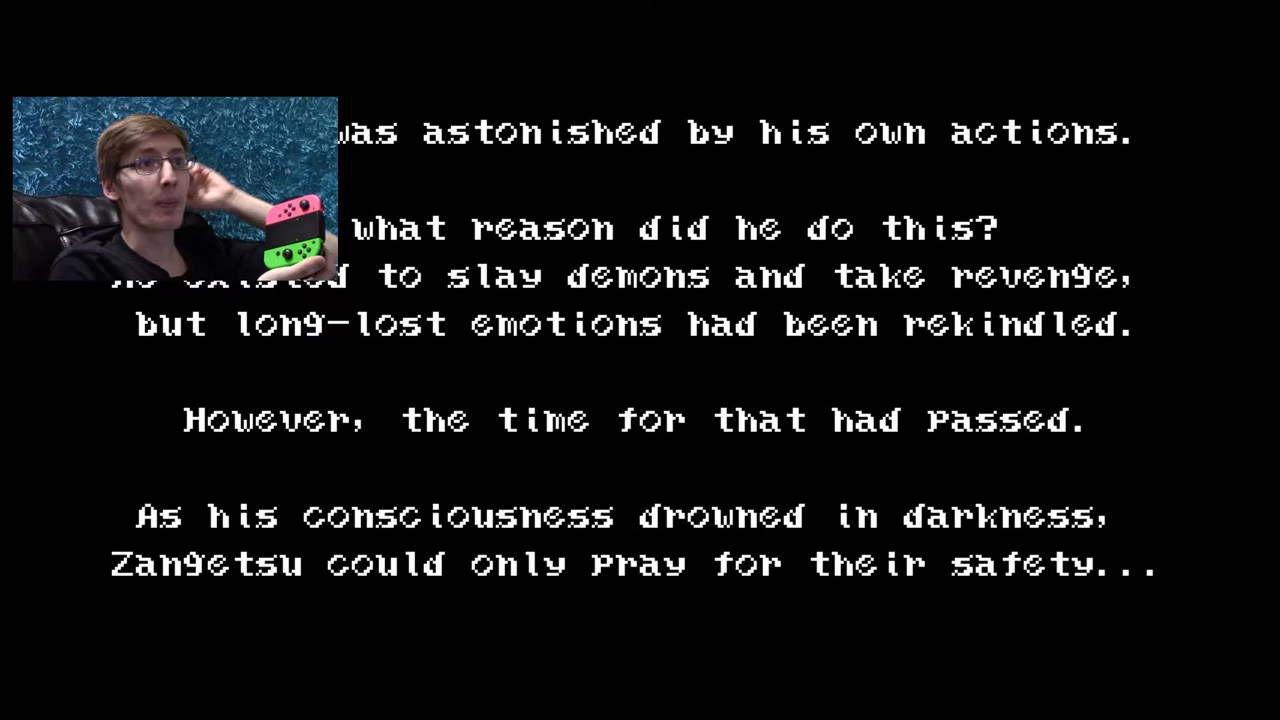 was astonished by his own actions.
what reason did he do this?
to slay demons and take revenge,
but long-lost emotions had been rekindled.
However, the time for that had passed.
As his consciousness drowned in darkness,
Zangetsu could only pray for their safety...